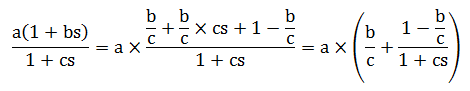 a(1 + bs)/(1 + cs) = a × (b/c + b/c × cs + 1 − b/c)/(1 + cs) = a × (b/c + (1 − b/c)/(1 + cs))